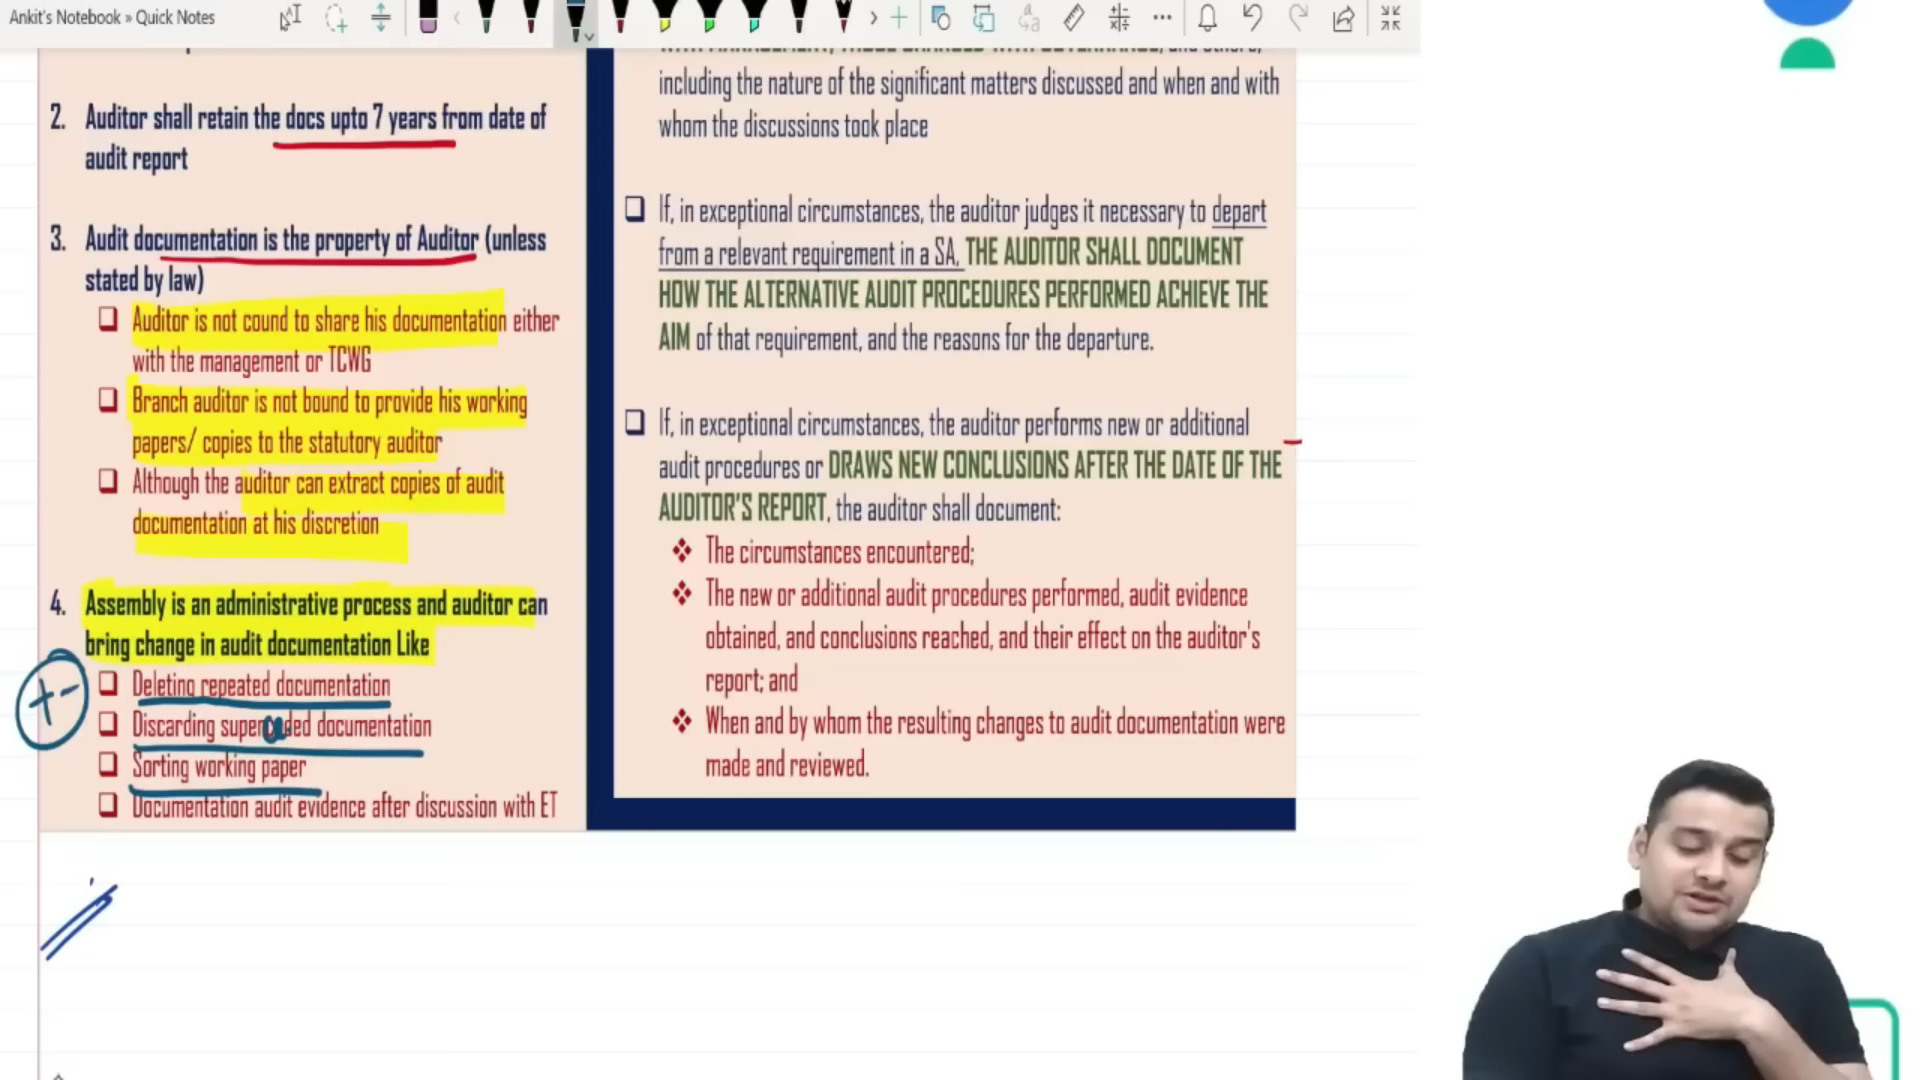 Ankit's Notebook » Quick Notes
2. Auditor shall retain the docs upto 7 years from date of
audit report
3. Audit documentation is the property of Auditor (unless
stated by law)
Auditor is not cound to share his documentation either
with the management or TCWG
Branch auditor is not bound to provide his working
papers/ copies to the statutory auditor
Although the auditor can extract copies of audit
documentation at his discretion
4. Assembly is an administrative process and auditor can
bring change in audit documentation Like
+-
Deleting repeated documentation
Discarding documentation
Sorting working paper
Documentation audit evidence after discussion with ET
WITH MANAGEMENT, THOSE CHARGED WITH GOVERNANCE, and others,
including the nature of the significant matters discussed and when and with
whom the discussions took place
If, in exceptional circumstances, the auditor judges it necessary to depart
from a relevant requirement in a SA, THE AUDITOR SHALL DOCUMENT
HOW THE ALTERNATIVE AUDIT PROCEDURES PERFORMED ACHIEVE THE
AIM of that requirement, and the reasons for the departure.
If, in exceptional circumstances, the auditor performs new or additional
audit procedures or DRAWS NEW CONCLUSIONS AFTER THE DATE OF THE
AUDITOR'S REPORT, the auditor shall document:
❖ The circumstances encountered;
❖ The new or additional audit procedures performed, audit evidence
obtained, and conclusions reached, and their effect on the auditor's
report; and
❖ When and by whom the resulting changes to audit documentation were
made and reviewed.